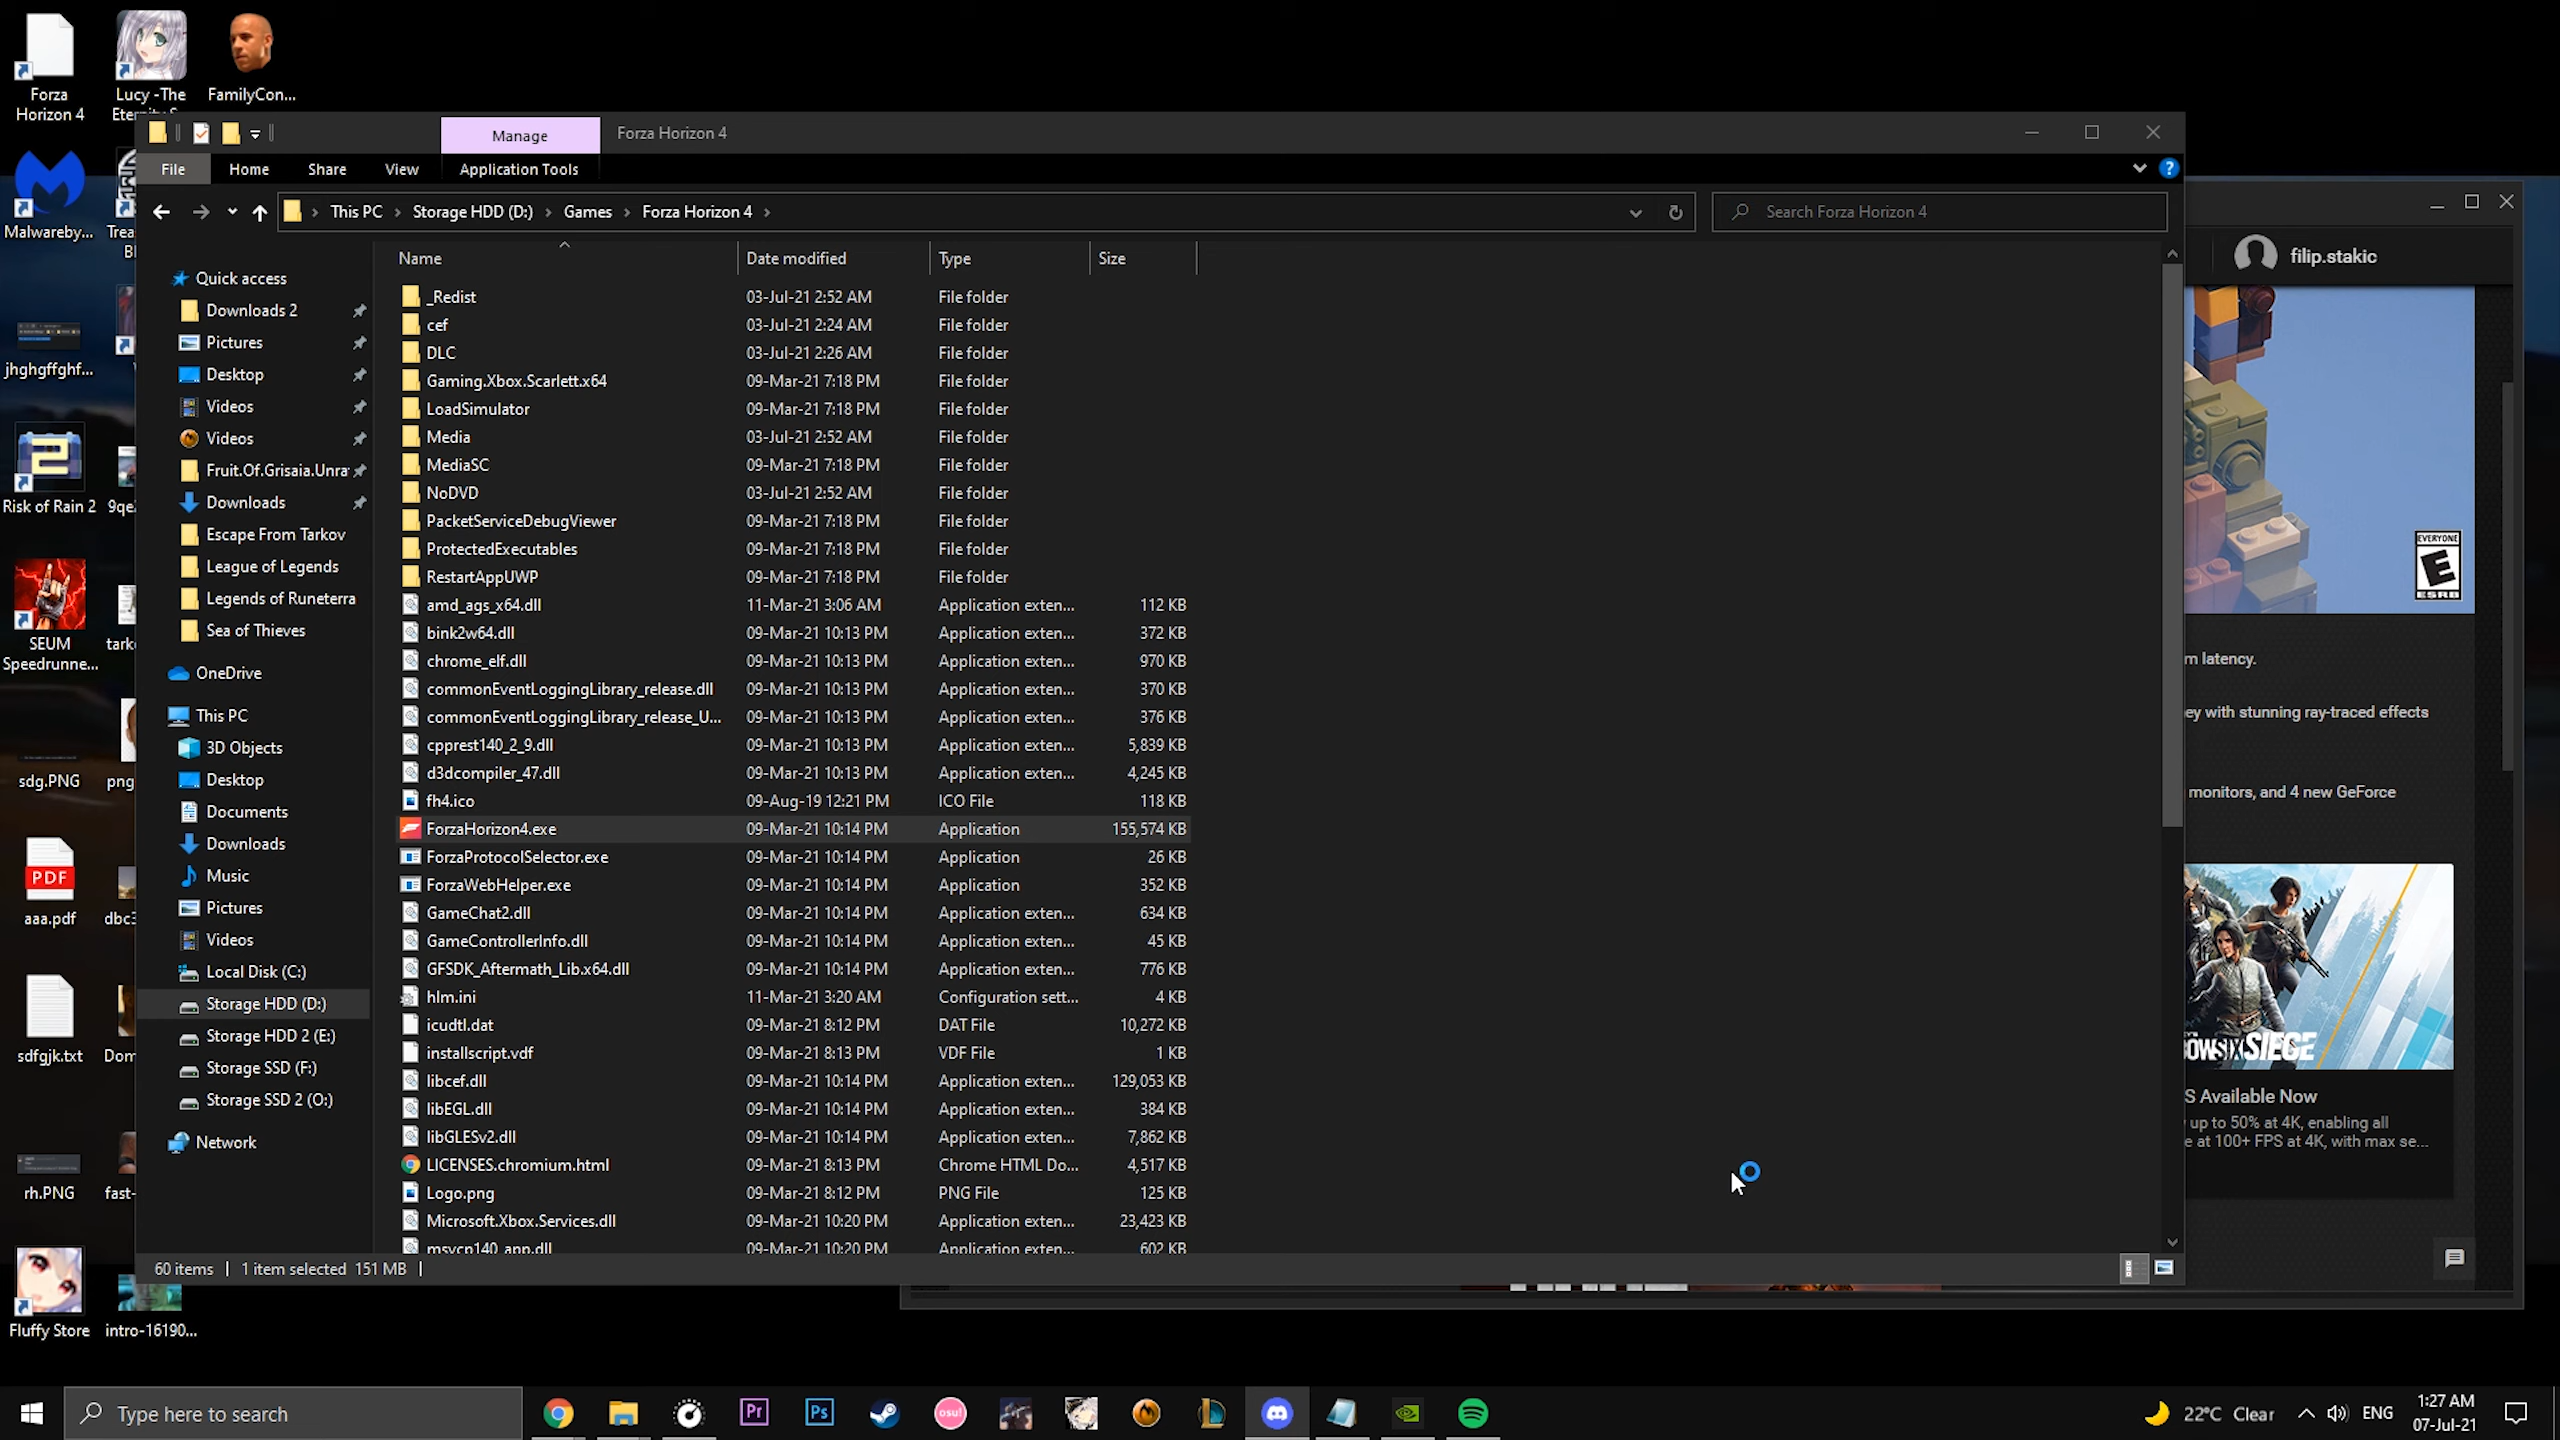 Forza
Horizon 4
Lucy -The
FamilyCon...
Malwareby...
jhghgffghf...
2
Risk of Rain 2
SEUM
Speedrunne...
sdg.PNG
PDF
aaa.pdf
sdfgjk.txt
rh.PNG
Fluffy Store
intro-16190...
Manage
Forza Horizon 4
File
Home
Share
View
Application Tools
?
This PC
Storage HDD (D:)
Games
Forza Horizon 4
Search Forza Horizon 4
Quick access
Downloads 2
Pictures
Desktop
Videos
Videos
Fruit.Of.Grisaia.Unra
Downloads
Escape From Tarkov
League of Legends
Legends of Runeterra
Sea of Thieves
OneDrive
This PC
3D Objects
Desktop
Documents
Downloads
Music
Pictures
Videos
Local Disk (C:)
Storage HDD (D:)
Storage HDD 2 (E:)
Storage SSD (F:)
Storage SSD 2 (O:)
Network
Name Date modified Type Size
_Redist 03-Jul-21 2:52 AM File folder
cef 03-Jul-21 2:24 AM File folder
DLC 03-Jul-21 2:26 AM File folder
Gaming.Xbox.Scarlett.x64 09-Mar-21 7:18 PM File folder
LoadSimulator 09-Mar-21 7:18 PM File folder
Media 03-Jul-21 2:52 AM File folder
MediaSC 09-Mar-21 7:18 PM File folder
NoDVD 03-Jul-21 2:52 AM File folder
PacketServiceDebugViewer 09-Mar-21 7:18 PM File folder
ProtectedExecutables 09-Mar-21 7:18 PM File folder
RestartAppUWP 09-Mar-21 7:18 PM File folder
amd_ags_x64.dll 11-Mar-21 3:06 AM Application exten... 112 KB
bink2w64.dll 09-Mar-21 10:13 PM Application exten... 372 KB
chrome_elf.dll 09-Mar-21 10:13 PM Application exten... 970 KB
commonEventLoggingLibrary_release.dll 09-Mar-21 10:13 PM Application exten... 370 KB
commonEventLoggingLibrary_release_U... 09-Mar-21 10:13 PM Application exten... 376 KB
cpprest140_2_9.dll 09-Mar-21 10:13 PM Application exten... 5,839 KB
d3dcompiler_47.dll 09-Mar-21 10:13 PM Application exten... 4,245 KB
fh4.ico 09-Aug-19 12:21 PM ICO File 118 KB
ForzaHorizon4.exe 09-Mar-21 10:14 PM Application 155,574 KB
ForzaProtocolSelector.exe 09-Mar-21 10:14 PM Application 26 KB
ForzaWebHelper.exe 09-Mar-21 10:14 PM Application 352 KB
GameChat2.dll 09-Mar-21 10:14 PM Application exten... 634 KB
GameControllerInfo.dll 09-Mar-21 10:14 PM Application exten... 45 KB
GFSDK_Aftermath_Lib.x64.dll 09-Mar-21 10:14 PM Application exten... 776 KB
hlm.ini 11-Mar-21 3:20 AM Configuration sett... 4 KB
icudtl.dat 09-Mar-21 8:12 PM DAT File 10,272 KB
installscript.vdf 09-Mar-21 8:13 PM VDF File 1 KB
libcef.dll 09-Mar-21 10:14 PM Application exten... 129,053 KB
libEGL.dll 09-Mar-21 10:14 PM Application exten... 384 KB
libGLESv2.dll 09-Mar-21 10:14 PM Application exten... 7,862 KB
LICENSES.chromium.html 09-Mar-21 8:13 PM Chrome HTML Do... 4,517 KB
Logo.png 09-Mar-21 8:12 PM PNG File 125 KB
Microsoft.Xbox.Services.dll 09-Mar-21 10:20 PM Application exten... 23,423 KB
msvcp140_app.dll 09-Mar-21 10:20 PM Application exten... 602 KB
60 items 1 item selected 151 MB
filip.stakic
EVERYONE
E
ESRB
m latency.
ey with stunning ray-traced effects
monitors, and 4 new GeForce
OWSIXSIEGE
S Available Now
up to 50% at 4K, enabling all
e at 100+ FPS at 4K, with max se...
Type here to search
Pr
Ps
osu!
22°C Clear
ENG
1:27 AM
07-Jul-21